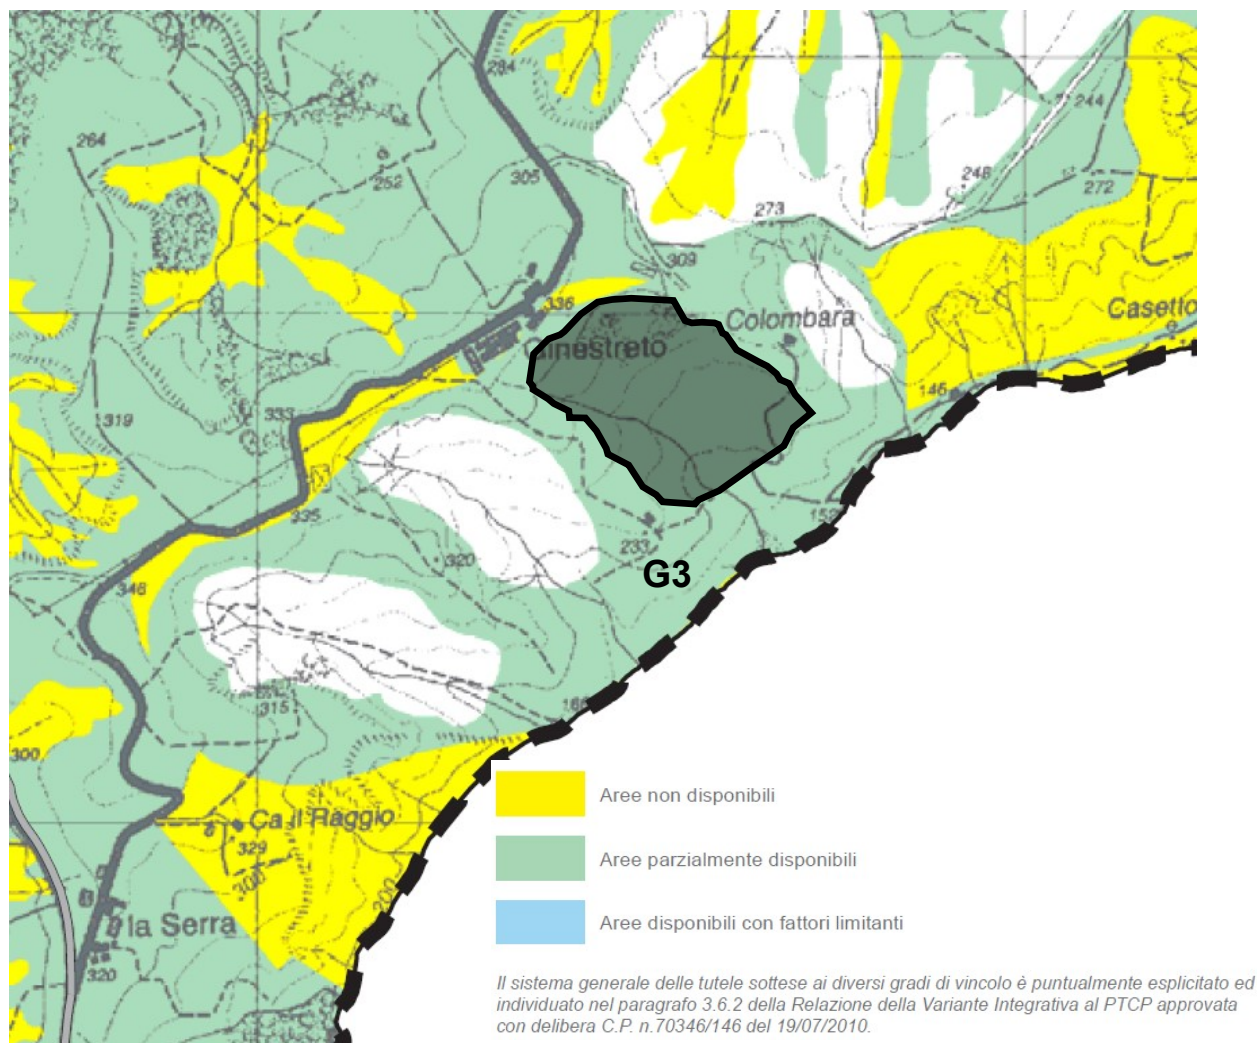 284
244
264
252
305
248
272
273
309
336
Colombara
Casetto
Ginestreto
146
319
333
335
152
320
233
G3
346
166
315
300
Ca il Raggio
329
300
200
la Serra
320
Aree non disponibili
Aree parzialmente disponibili
Aree disponibili con fattori limitanti
Il sistema generale delle tutele sottese ai diversi gradi di vincolo è puntualmente esplicitato ed
individuato nel paragrafo 3.6.2 della Relazione della Variante Integrativa al PTCP approvata
con delibera C.P. n.70346/146 del 19/07/2010.